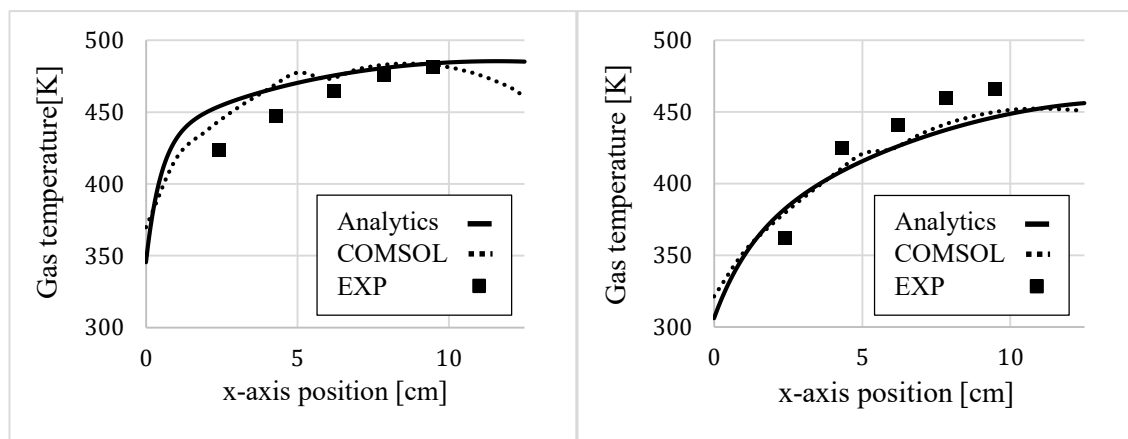 500
450
400
350
300
Gas temperature[K]
Analytics
COMSOL
EXP
0
5
10
x-axis position [cm]
500
450
400
350
300
Gas temperature [K]
Analytics
COMSOL
EXP
0
5
10
x-axis position [cm]